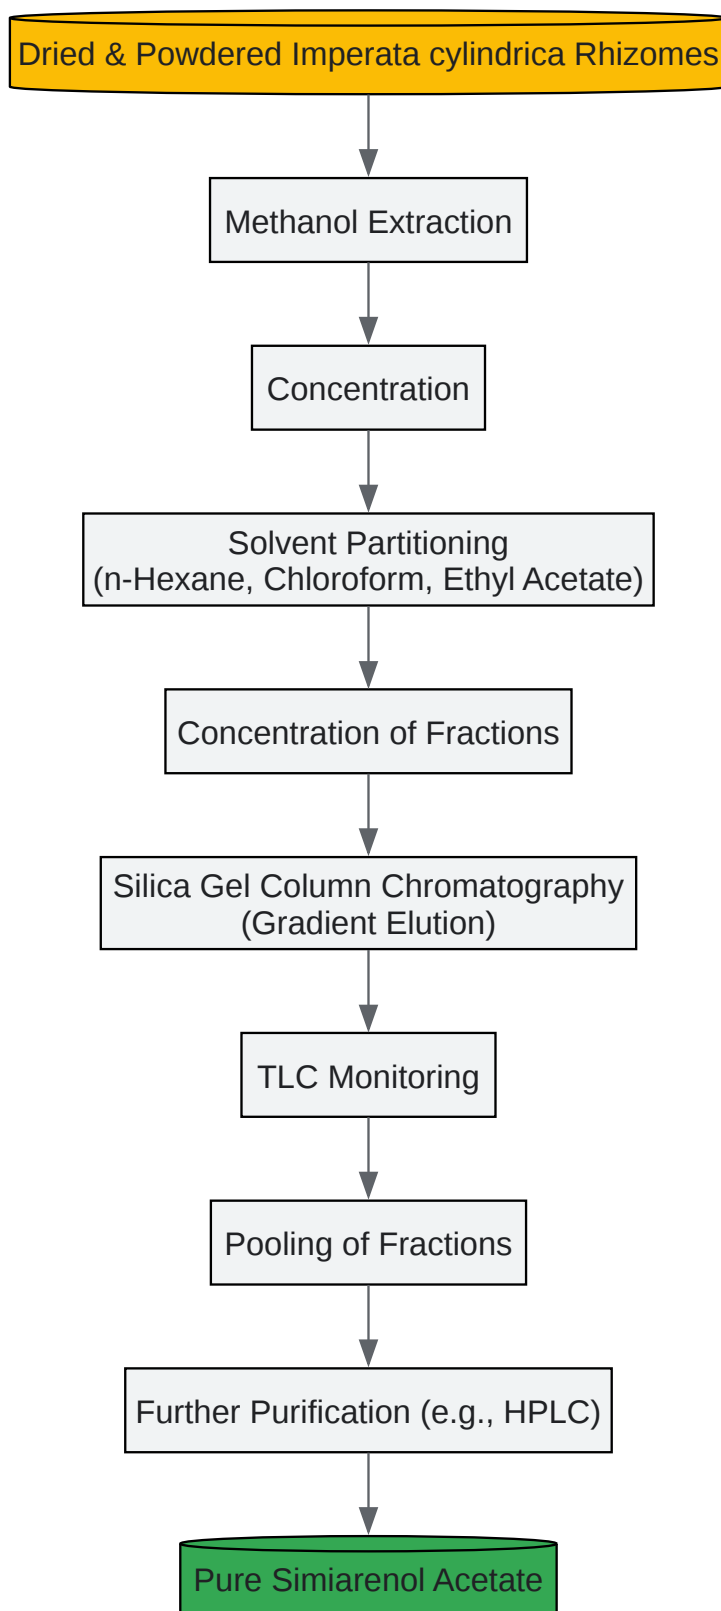 Dried & Powdered Imperata cylindrica Rhizomes
Methanol Extraction
Concentration
Solvent Partitioning
(n-Hexane, Chloroform, Ethyl Acetate)
Concentration of Fractions
Silica Gel Column Chromatography
(Gradient Elution)
TLC Monitoring
Pooling of Fractions
Further Purification (e.g., HPLC)
Pure Simiarenol Acetate